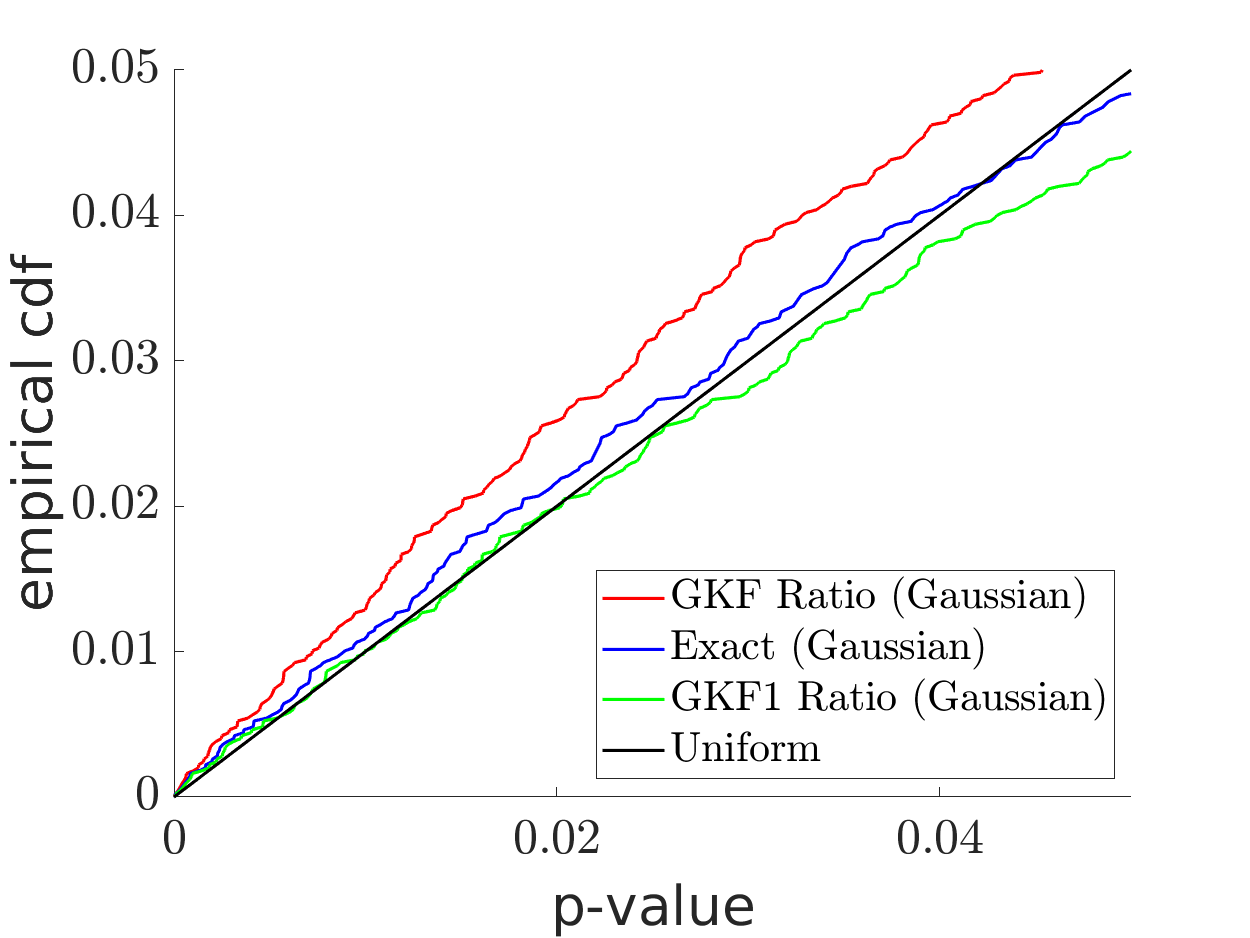 0.05
0.04
0.03
0.02
0.01
0
empirical cdf
GKF Ratio (Gaussian)
Exact (Gaussian)
GKF1 Ratio (Gaussian)
Uniform
0 0.02 0.04
p-value